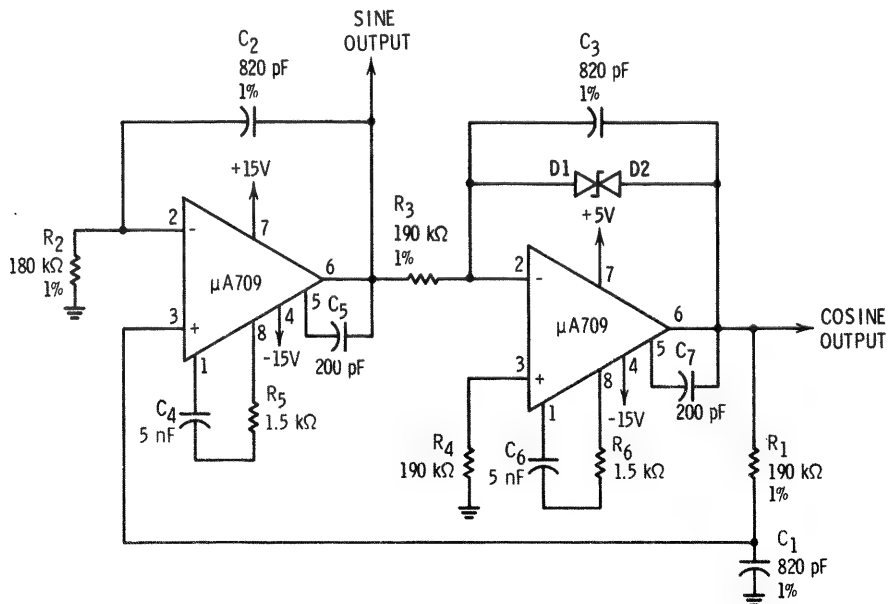 SINE
OUTPUT
C2
820 pF
1%
C3
820 pF
1%
+15V
D1
D2
R3
190 kΩ
1%
+5V
R2
180 kΩ
1%
2
-
7
6
μA709
3
+
5
C5
200 pF
4
-15V
8
1
C4
5 nF
R5
1.5 kΩ
2
-
7
6
μA709
COSINE
OUTPUT
3
+
5
C7
200 pF
4
-15V
8
1
R4
190 kΩ
C6
5 nF
R6
1.5 kΩ
R1
190 kΩ
1%
C1
820 pF
1%